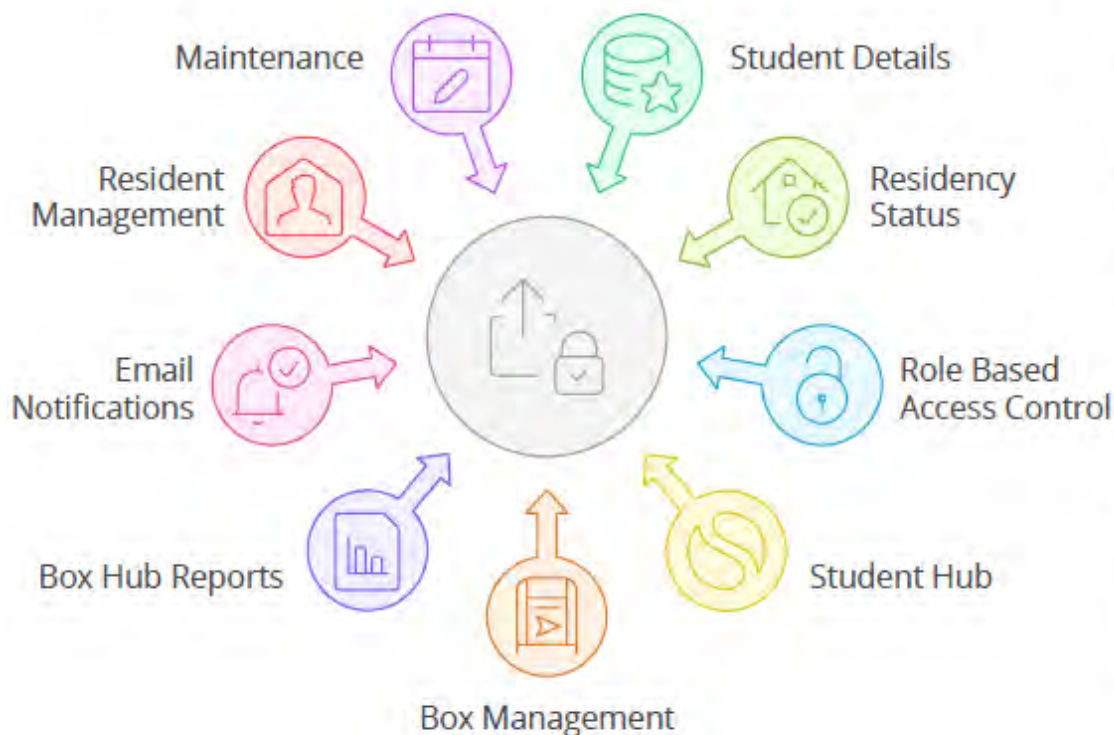 Maintenance
Student Details
Resident
Management
Residency
Status
Email
Notifications
Role Based
Access Control
Box Hub Reports
Student Hub
Box Management